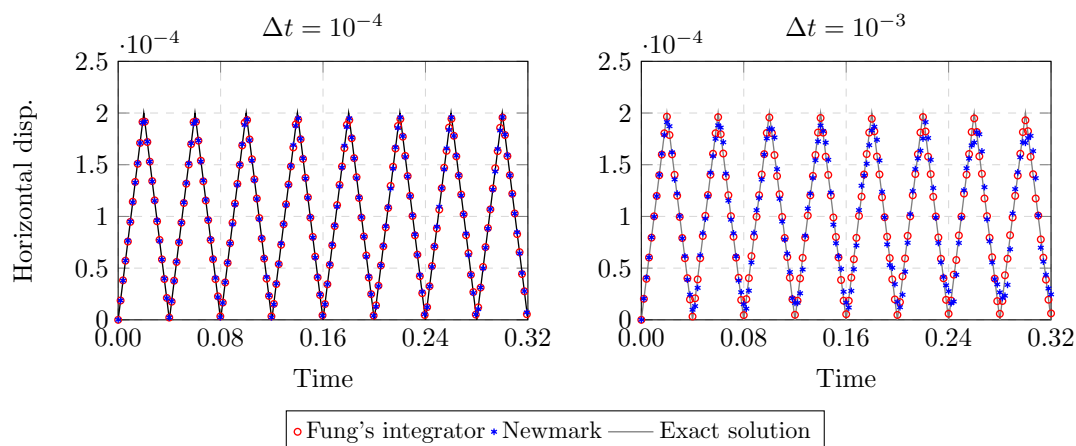 Δt = 10⁻⁴
·10⁻⁴
2.5
2
1.5
1
0.5
0
0.00 0.08 0.16 0.24 0.32
Horizontal disp.
Time
Δt = 10⁻³
·10⁻⁴
2.5
2
1.5
1
0.5
0
0.00 0.08 0.16 0.24 0.32
Time
Fung's integrator Newmark Exact solution